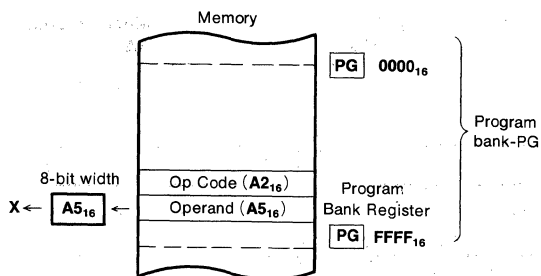 Memory
PG 0000₁₆
Program
bank-PG
8-bit width
Op Code (A2₁₆)
X ← A5₁₆ ← Operand (A5₁₆)
Program
Bank Register
PG FFFF₁₆